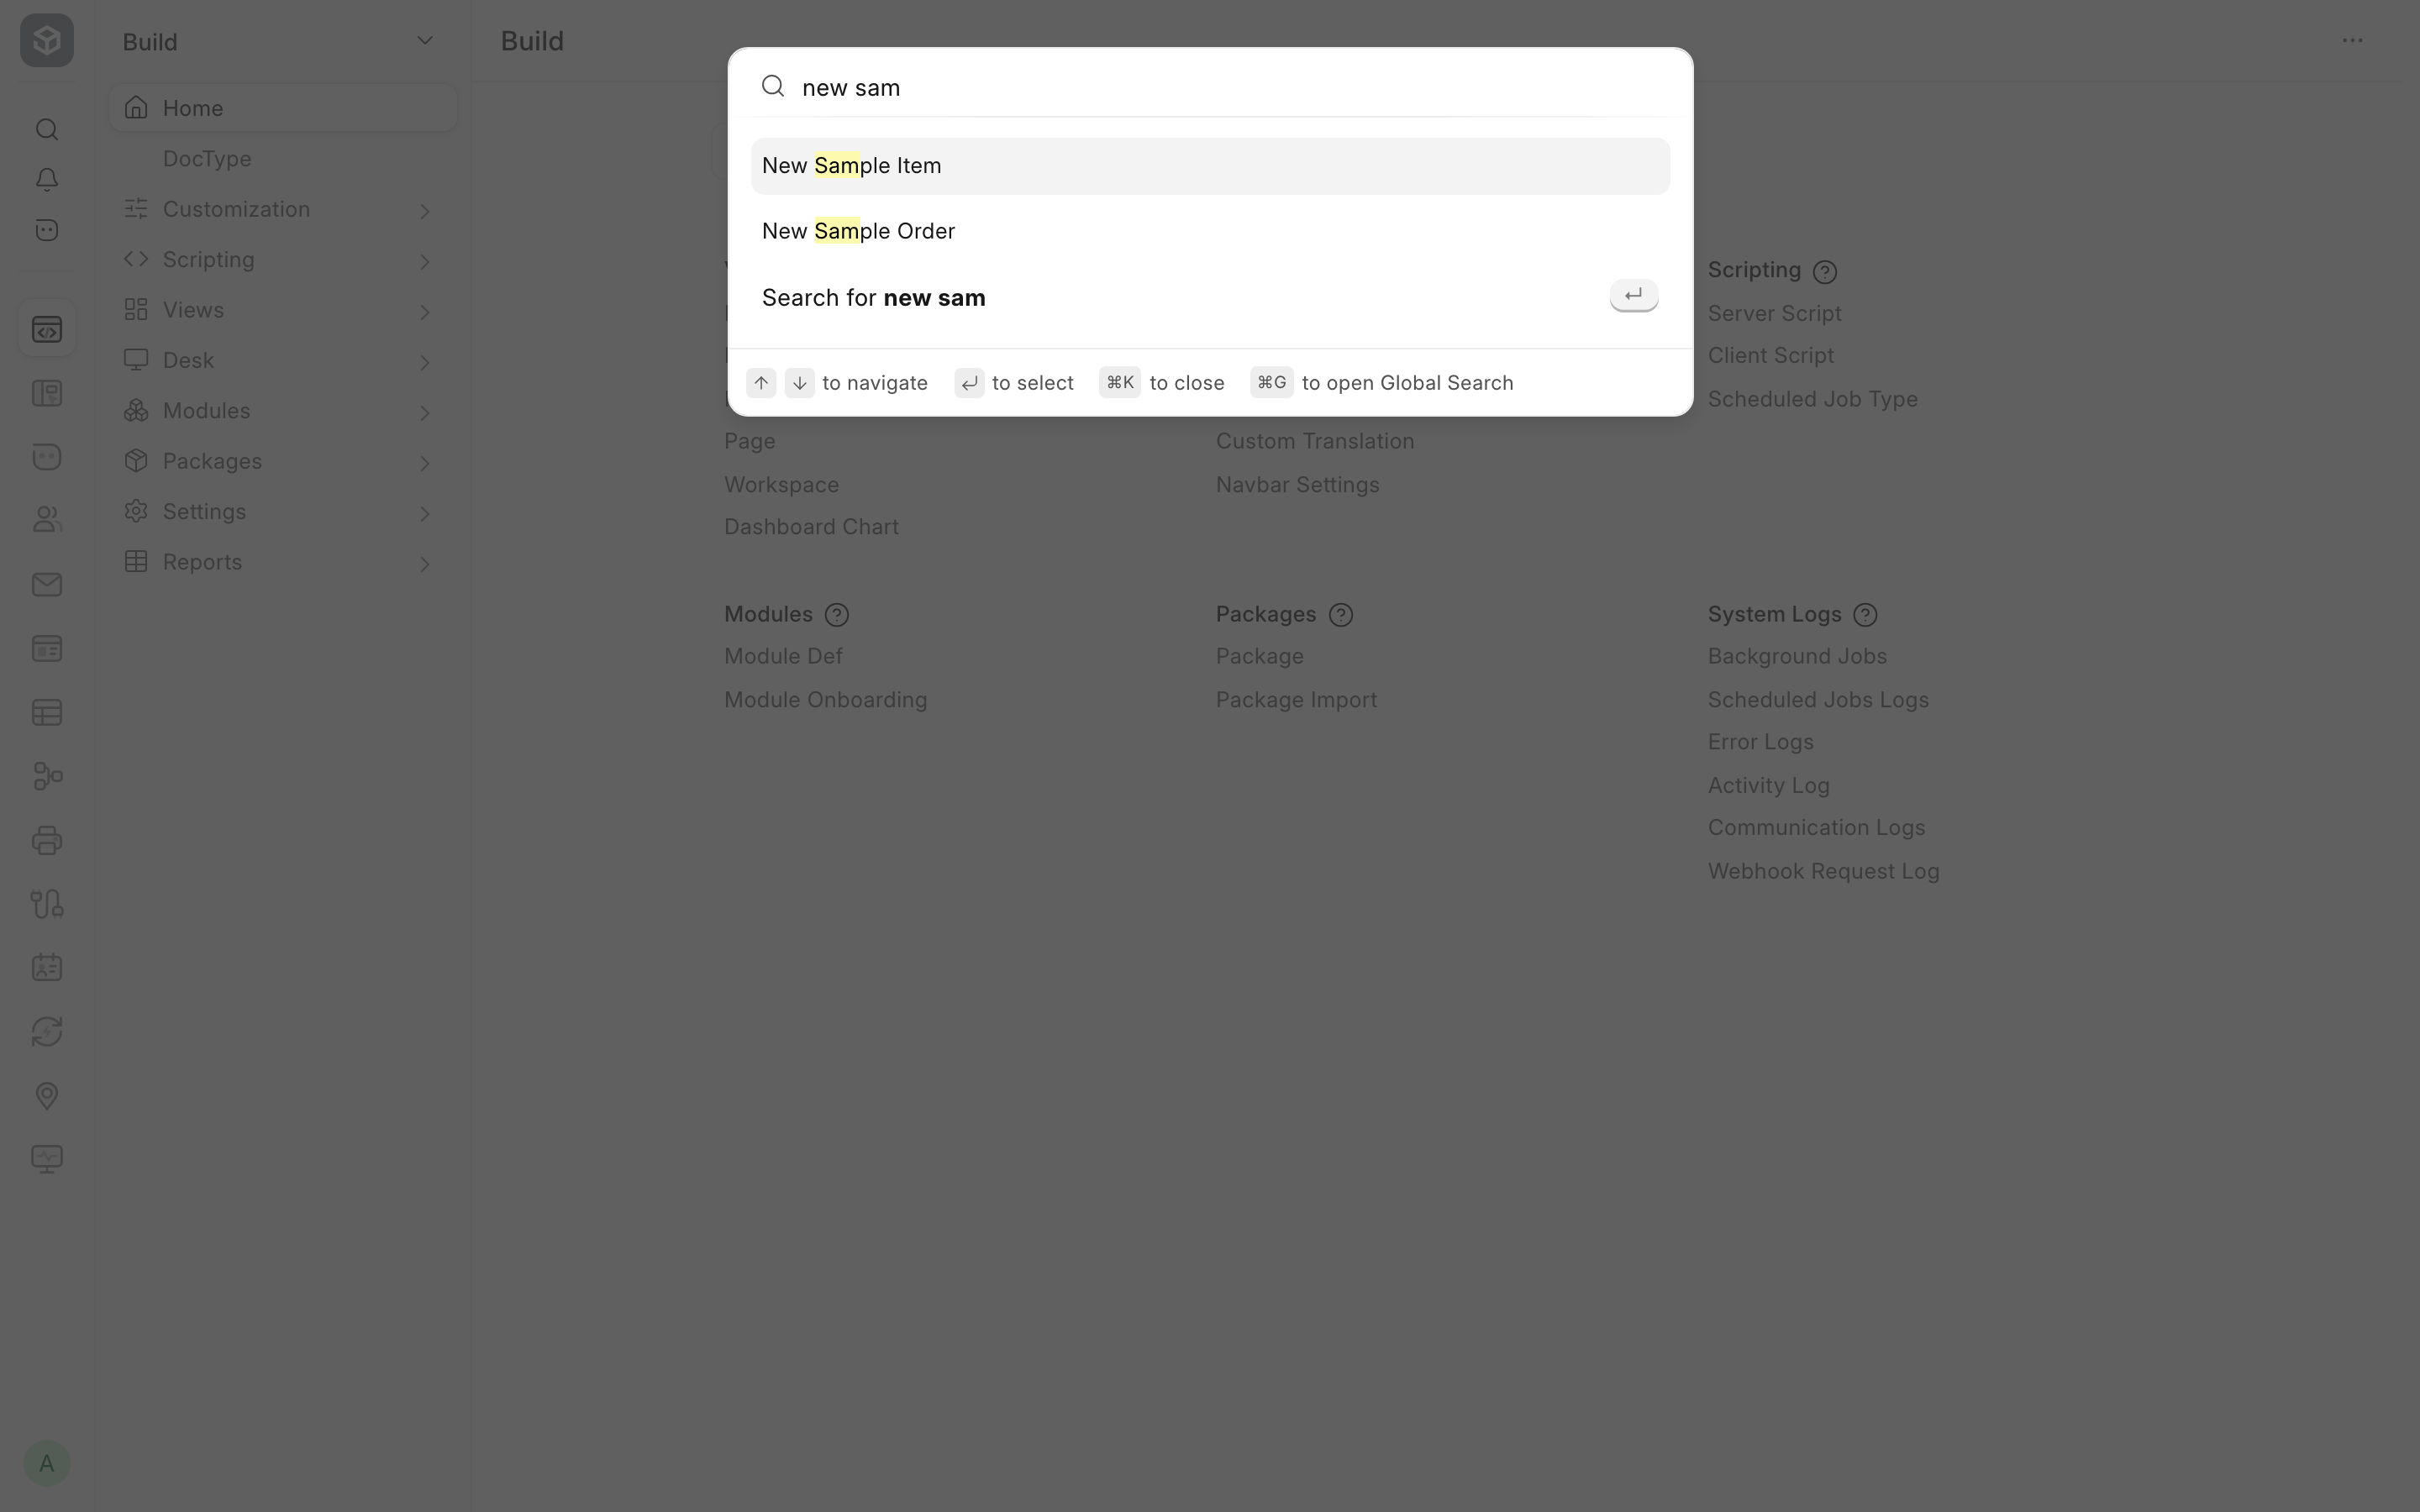 Build
Build
new sam
New Sample Item
New Sample Order
Search for new sam
to navigate to select ⌘K to close ⌘G to open Global Search
Home
DocType
Customization
Scripting
Views
Desk
Modules
Packages
Settings
Reports
Page
Workspace
Dashboard Chart
Custom Translation
Navbar Settings
Scripting
Server Script
Client Script
Scheduled Job Type
Modules
Module Def
Module Onboarding
Packages
Package
Package Import
System Logs
Background Jobs
Scheduled Jobs Logs
Error Logs
Activity Log
Communication Logs
Webhook Request Log
A